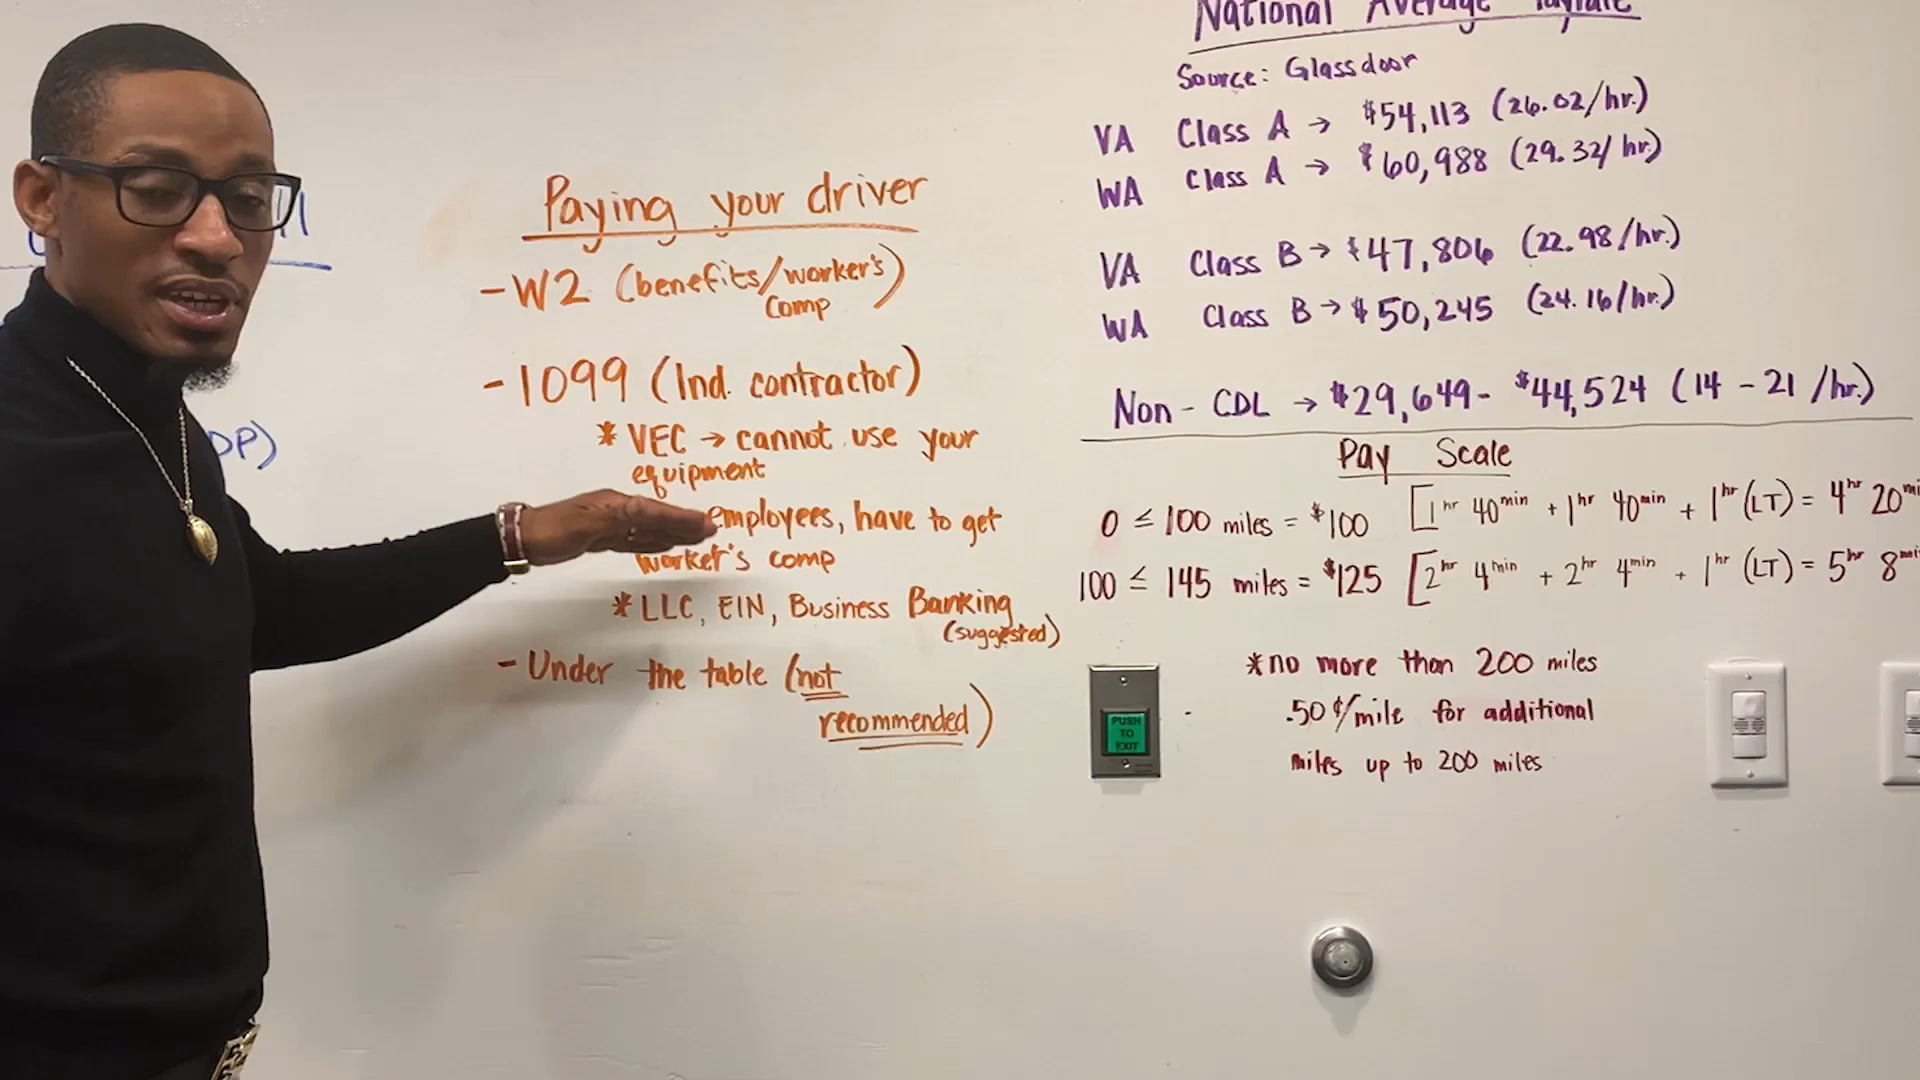 DP)
Paying your driver
- W2 (benefits/worker's
comp)
- 1099 (Ind. contractor)
* VEC → cannot use your
equipment
employees, have to get
worker's comp
* LLC, EIN, Business Banking
(suggested)
- Under the table (not
recommended)
National Average Payrate
Source: Glassdoor
VA Class A → $54,113 (26.02/hr.)
WA Class A → $60,988 (29.32/hr.)
VA Class B → $47,806 (22.98/hr.)
WA Class B → $50,245 (24.16/hr.)
Non-CDL → $29,649 - $44,524 (14 - 21 /hr.)
Pay Scale
0 ≤ 100 miles = $100 [1hr 40min + 1hr 40min + 1hr (LT) = 4hr 20mi
100 ≤ 145 miles = $125 [2hr 4min + 2hr 4min + 1hr (LT) = 5hr 8mi
*no more than 200 miles
.50¢/mile for additional
miles up to 200 miles
PUSH
TO
EXIT